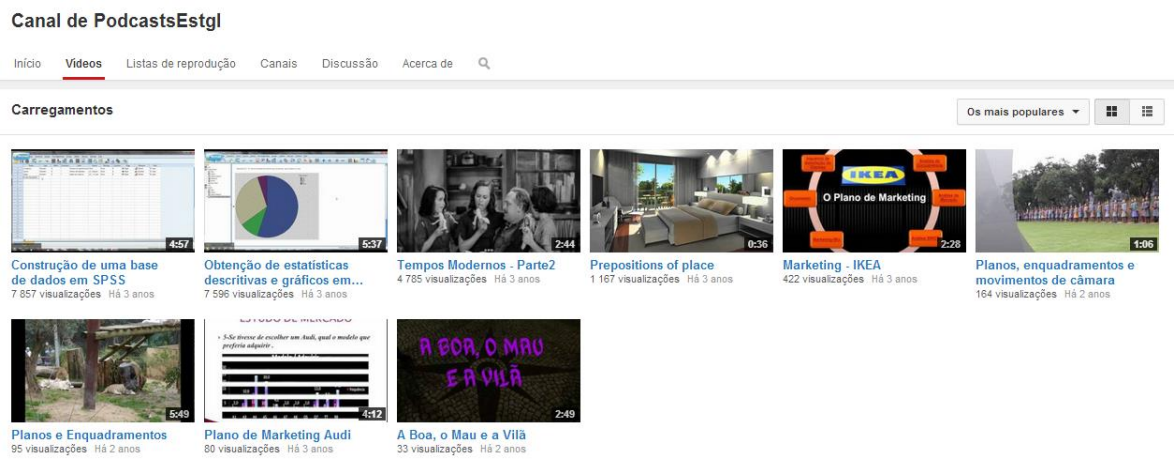 Canal de PodcastsEstgl
Início Vídeos Listas de reprodução Canais Discussão Acerca de
Carregamentos
Os mais populares
IKEA
O Plano de Marketing
4:57
5:37
2:44
0:36
2:28
1:06
Construção de uma base
de dados em SPSS
7 857 visualizações Há 3 anos
Obtenção de estatísticas
descritivas e gráficos em...
7 596 visualizações Há 3 anos
Tempos Modernos - Parte2
4 785 visualizações Há 3 anos
Prepositions of place
1 167 visualizações Há 3 anos
Marketing - IKEA
422 visualizações Há 3 anos
Planos, enquadramentos e
movimentos de câmara
164 visualizações Há 2 anos
ESTUDO DE MERCADO
5-Se tivesse de escolher um Audi, qual o modelo que
preferia adquirir .
A BOA, O MAU
E A VILÃ
5:49
4:12
2:49
Planos e Enquadramentos
95 visualizações Há 2 anos
Plano de Marketing Audi
80 visualizações Há 3 anos
A Boa, o Mau e a Vilã
33 visualizações Há 2 anos